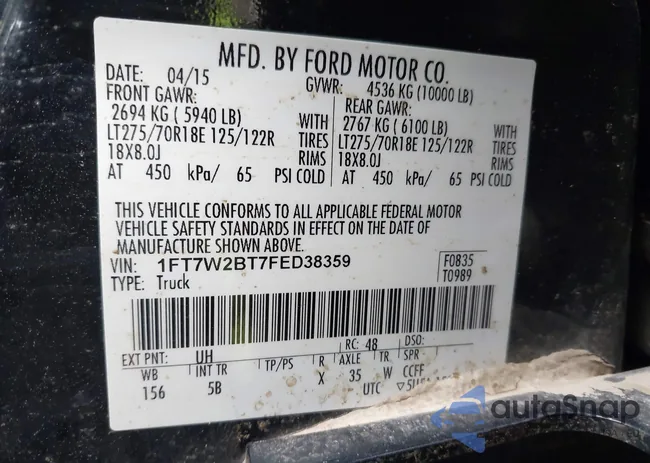 MFD. BY FORD MOTOR CO.
DATE: 04/15 GVWR: 4536 KG (10000 LB)
FRONT GAWR: REAR GAWR:
2694 KG ( 5940 LB) WITH 2767 KG ( 6100 LB) WITH
LT275/70R18E 125/122R TIRES LT275/70R18E 125/122R TIRES
18X8.0J RIMS 18X8.0J RIMS
AT 450 kPa/ 65 PSI COLD AT 450 kPa/ 65 PSI COLD
THIS VEHICLE CONFORMS TO ALL APPLICABLE FEDERAL MOTOR
VEHICLE SAFETY STANDARDS IN EFFECT ON THE DATE OF
MANUFACTURE SHOWN ABOVE.
VIN: 1FT7W2BT7FED38359 F0835
TYPE: Truck T0989
EXT PNT: UH RC: 48 DSO:
WB INT TR TP/PS R AXLE TR SPR
156 5B X 35 W CCFF
UTC
autoSnap